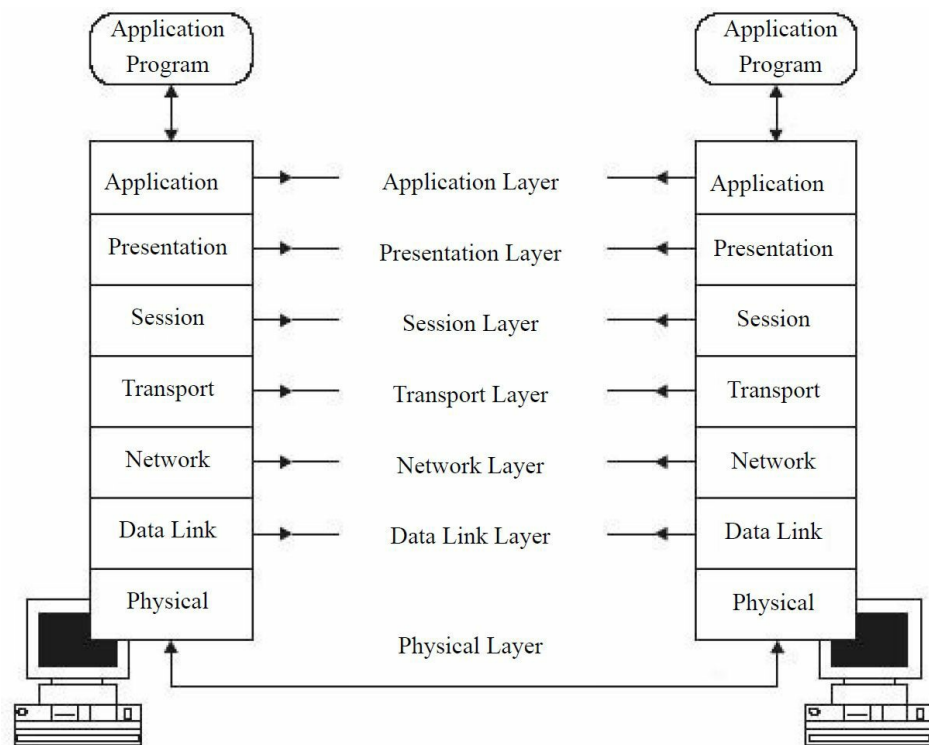 Application
Program
Application
Program
Application
Application Layer
Application
Presentation
Presentation Layer
Presentation
Session
Session Layer
Session
Transport
Transport Layer
Transport
Network
Network Layer
Network
Data Link
Data Link Layer
Data Link
Physical
Physical
Physical Layer